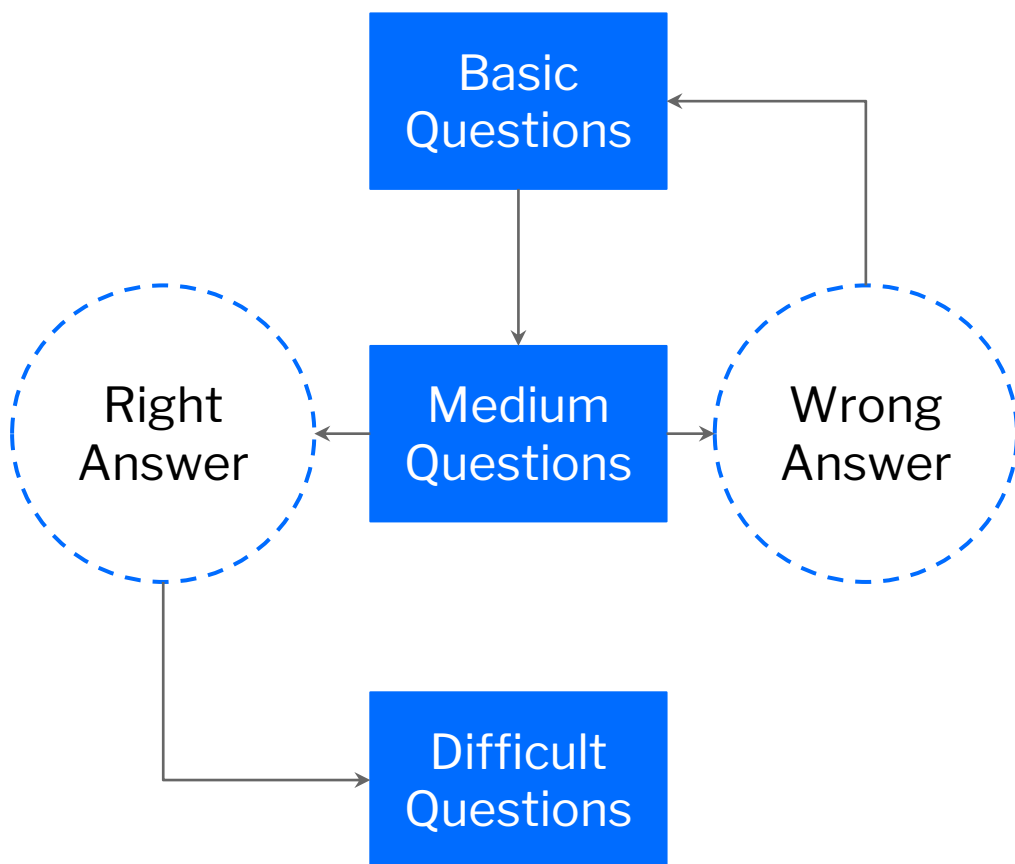 Basic
Questions
Right
Answer
Medium
Questions
Wrong
Answer
Difficult
Questions